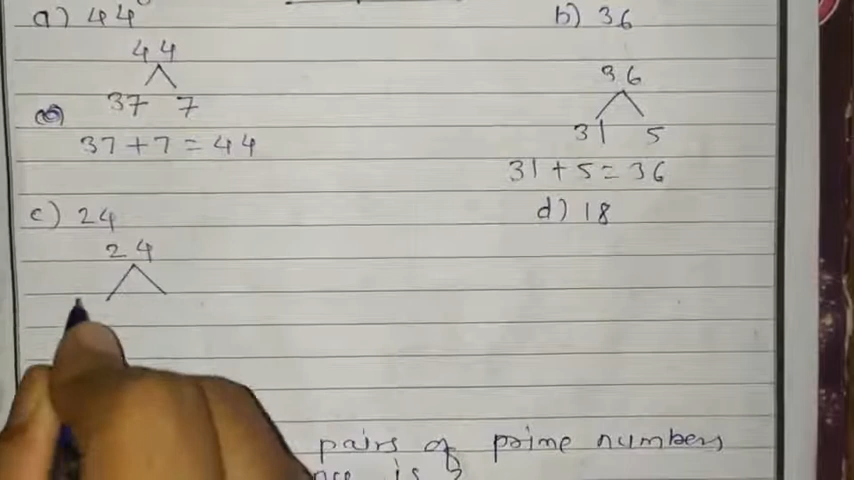 a) 44
44
37 7
37 + 7 = 44
b) 36
36
31 5
31 + 5 = 36
c) 24
24
d) 18
pairs of prime numbers
is